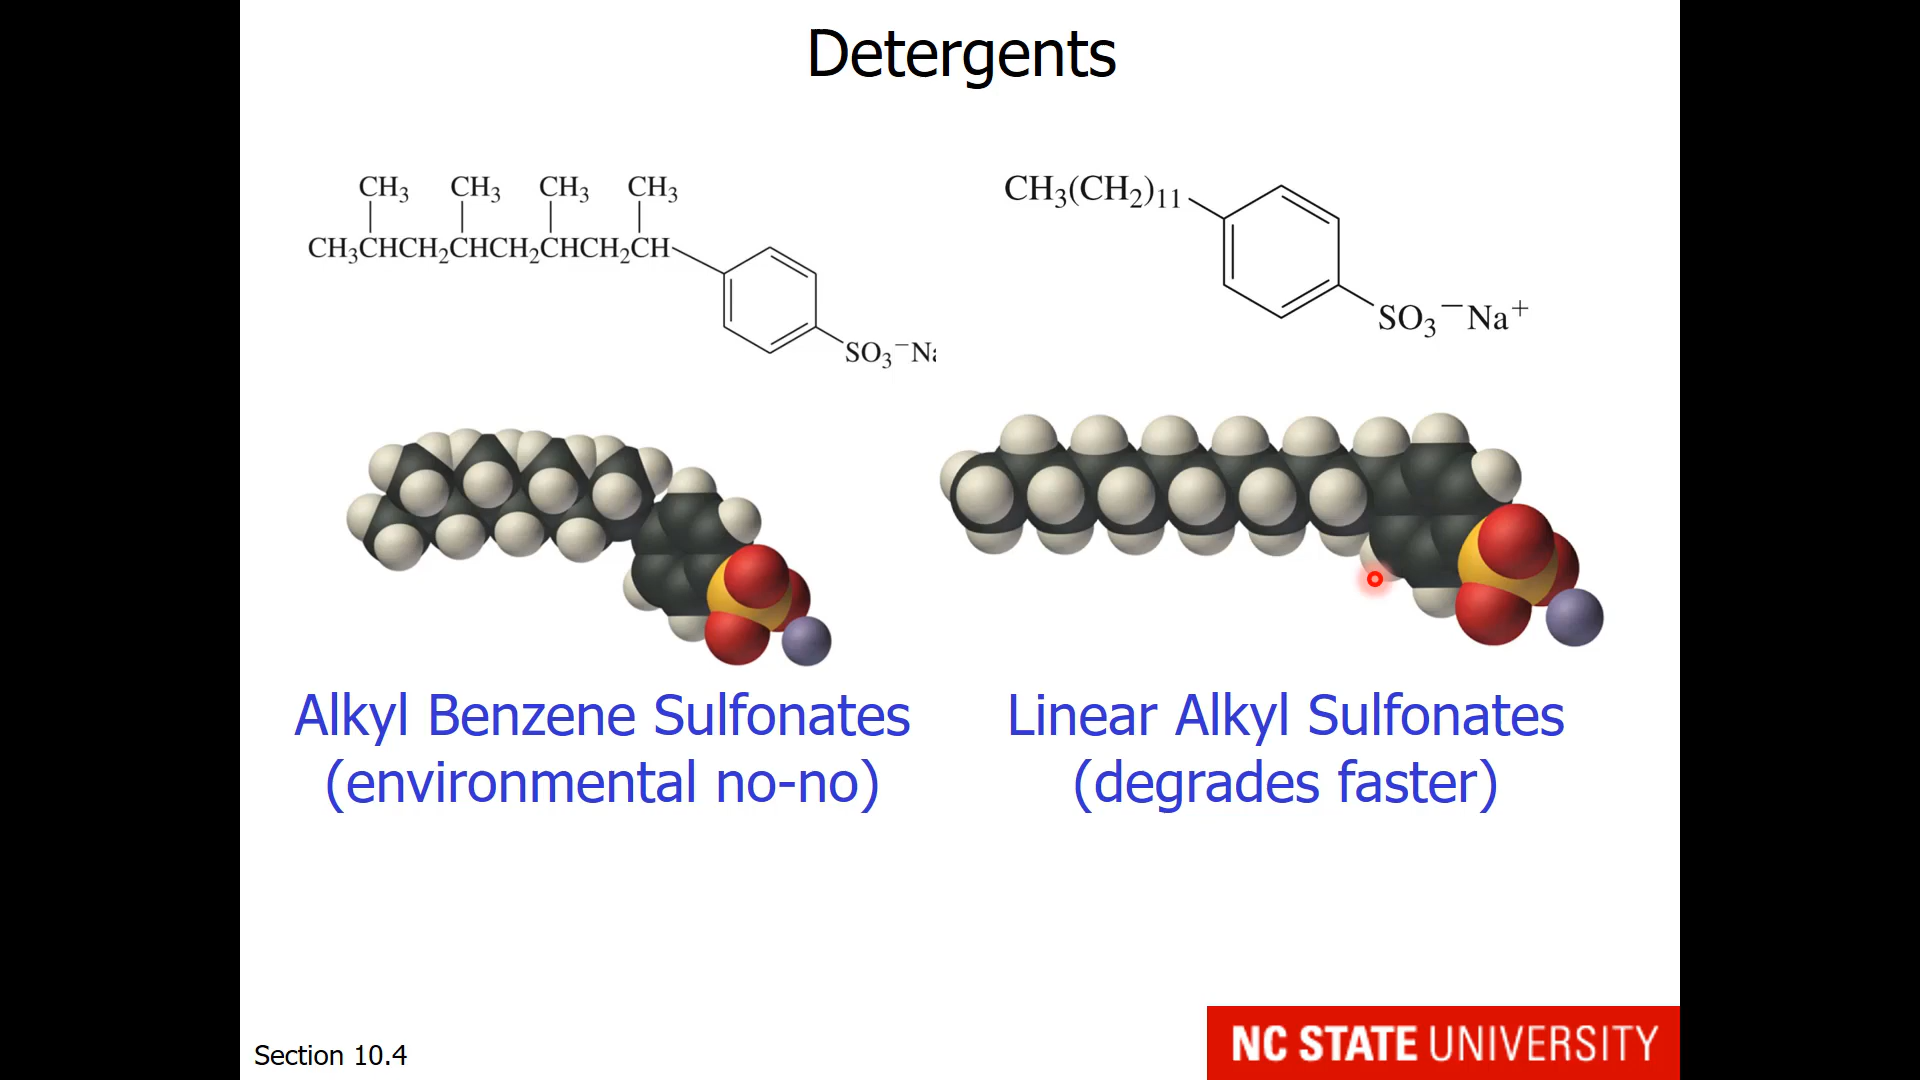 Detergents
CH₃ CH₃ CH₃ CH₃
CH₃CHCH₂CHCH₂CHCH₂CH
SO₃⁻Na
CH₃(CH₂)₁₁
SO₃⁻Na⁺
Alkyl Benzene Sulfonates
(environmental no-no)
Linear Alkyl Sulfonates
(degrades faster)
Section 10.4
NC STATE UNIVERSITY